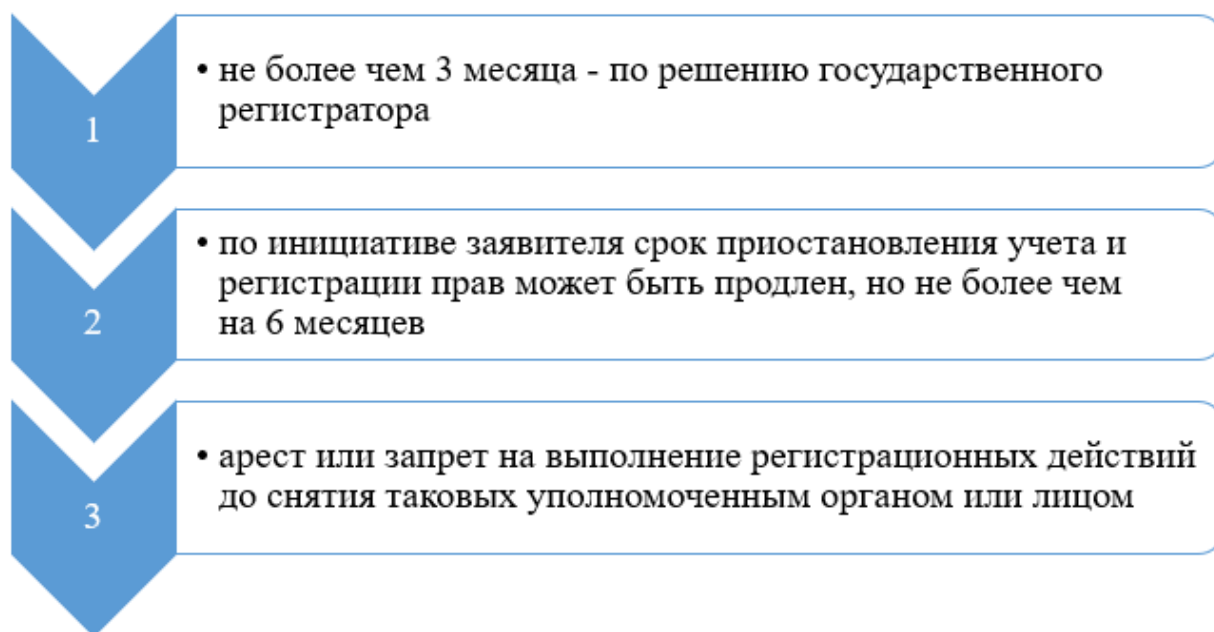 • не более чем 3 месяца - по решению государственного
регистратора
1
• по инициативе заявителя срок приостановления учета и
регистрации прав может быть продлен, но не более чем
на 6 месяцев
2
• арест или запрет на выполнение регистрационных действий
до снятия таковых уполномоченным органом или лицом
3